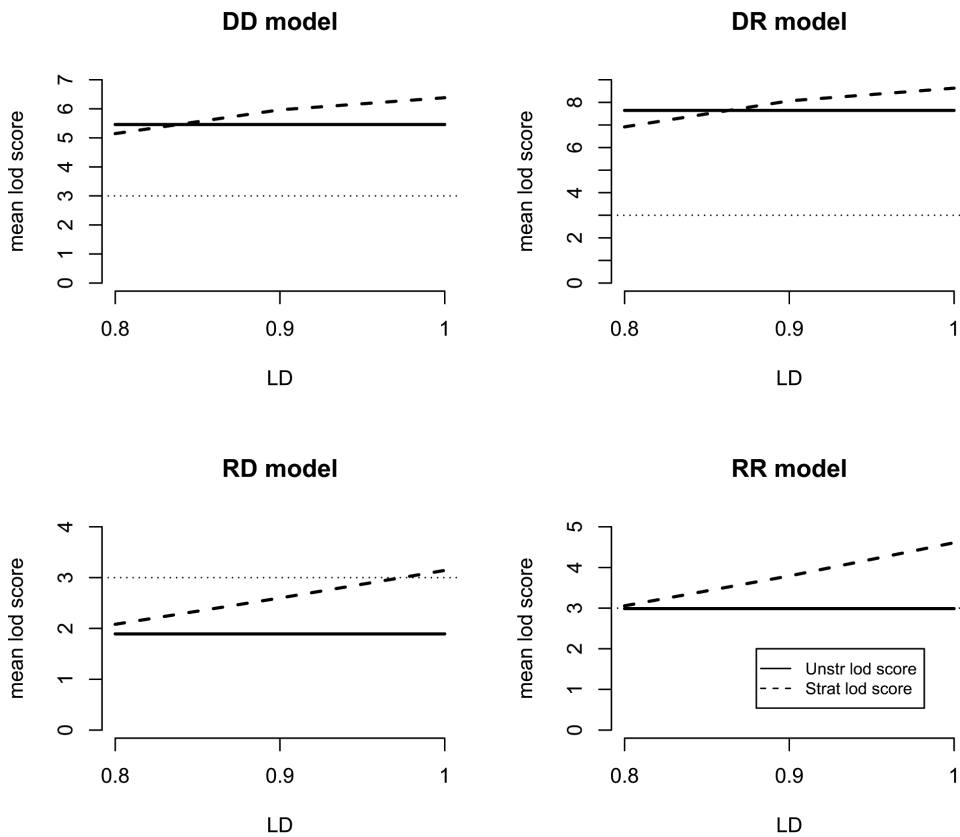 DD model
mean lod score
0 1 2 3 4 5 6 7
0.8 0.9 1
LD
DR model
mean lod score
2 4 6 8
0.8 0.9 1
LD
RD model
mean lod score
0 1 2 3 4
0.8 0.9 1
LD
RR model
mean lod score
0 1 2 3 4 5
0.8 0.9 1
LD
Unstr lod score
Strat lod score